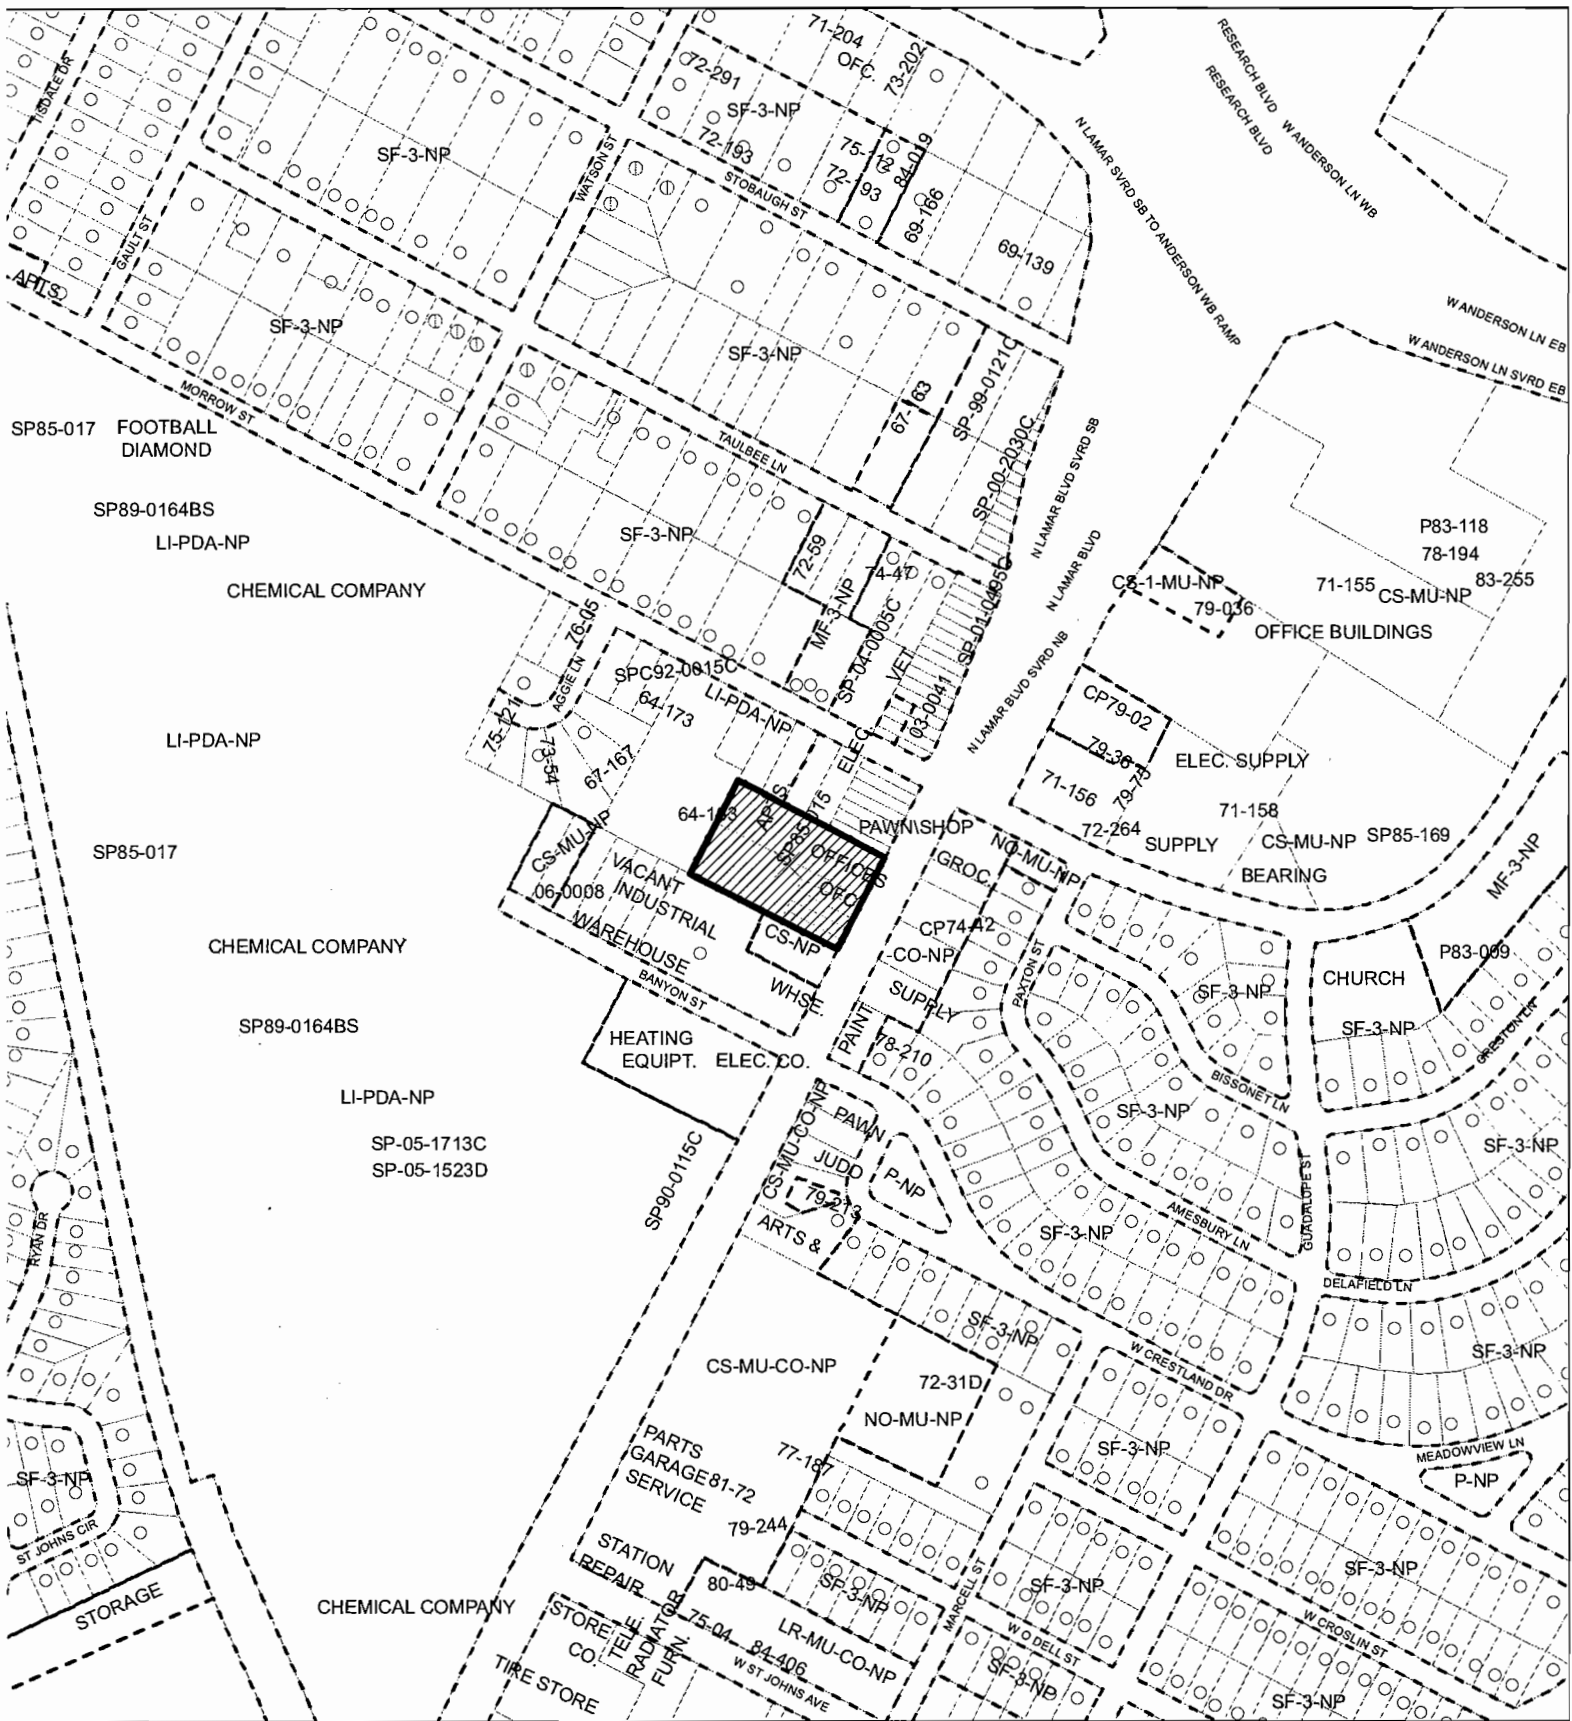 71-204
OFC.
73-202
72-291
SF-3-NP
72-193
75-112
72-193
84-019
69-166
69-139
STOBAUGH ST
WATSON ST
TISDALE DR
GAULT ST
SF-3-NP
RESEARCH BLVD
RESEARCH BLVD
W ANDERSON LN WB
N LAMAR SVRD SB TO ANDERSON WB RAMP
W ANDERSON LN EB
W ANDERSON LN SVRD EB
SF-3-NP
SF-3-NP
MORROW ST
67-163
SP-99-0121C
SP-00-2030C
N LAMAR BLVD SVRD SB
TAULBEE LN
SP85-017
FOOTBALL
DIAMOND
SP89-0164BS
LI-PDA-NP
CHEMICAL COMPANY
SF-3-NP
72-59
MF-3-NP
74-47
SP-04-0005C
VET
SP-01-0495C
03-0041
N LAMAR BLVD
N LAMAR BLVD SVRD NB
P83-118
78-194
83-255
71-155
CS-MU-NP
CS-1-MU-NP
79-036
OFFICE BUILDINGS
76-05
AGGIE LN
SPC92-0015C
64-173
LI-PDA-NP
ELEC
75-121
73-54
67-167
LI-PDA-NP
CP79-02
79-36
79-75
71-156
72-264
ELEC. SUPPLY
71-158
SUPPLY
CS-MU-NP
SP85-169
BEARING
MF-3-NP
SP85-017
CS-MU-NP
06-0008
VACANT
INDUSTRIAL
WAREHOUSE
OFFICES
OFC
PAWN SHOP
GROC.
NO-MU-NP
CP74-42
-CO-NP
SUPPLY
PAINT
78-210
CS-NP
WHSE.
BANYON ST
CHEMICAL COMPANY
SP89-0164BS
LI-PDA-NP
SP-05-1713C
SP-05-1523D
HEATING
EQUIPT.
ELEC. CO.
PAXTON ST
SF-3-NP
CHURCH
P83-099
SF-3-NP
GRESTON LN
BISSONET LN
SF-3-NP
SF-3-NP
GUADALUPE ST
AMESBURY LN
SF-3-NP
DELAFIELD LN
SF-3-NP
SP90-0115C
CS-MU-CO-NP
PAWN
JUDD
P-NP
79-213
ARTS &
RYAN DR
SF-3-NP
W CRESTLAND DR
CS-MU-CO-NP
72-31D
NO-MU-NP
SF-3-NP
MEADOWVIEW LN
P-NP
PARTS
GARAGE 81-72
SERVICE
77-187
79-244
STATION
REPAIR
80-49
SF-3-NP
MARCELL ST
SF-3-NP
SF-3-NP
W CROSLIN ST
W O DELL ST
SF-3-NP
SF-3-NP
ST JOHNS CIR
SF-3-NP
STORAGE
CHEMICAL COMPANY
STORE
CO.
TELE.
RADIATOR
FURN.
TIRE STORE
75-04
84-406
LR-MU-CO-NP
W ST JOHNS AVE